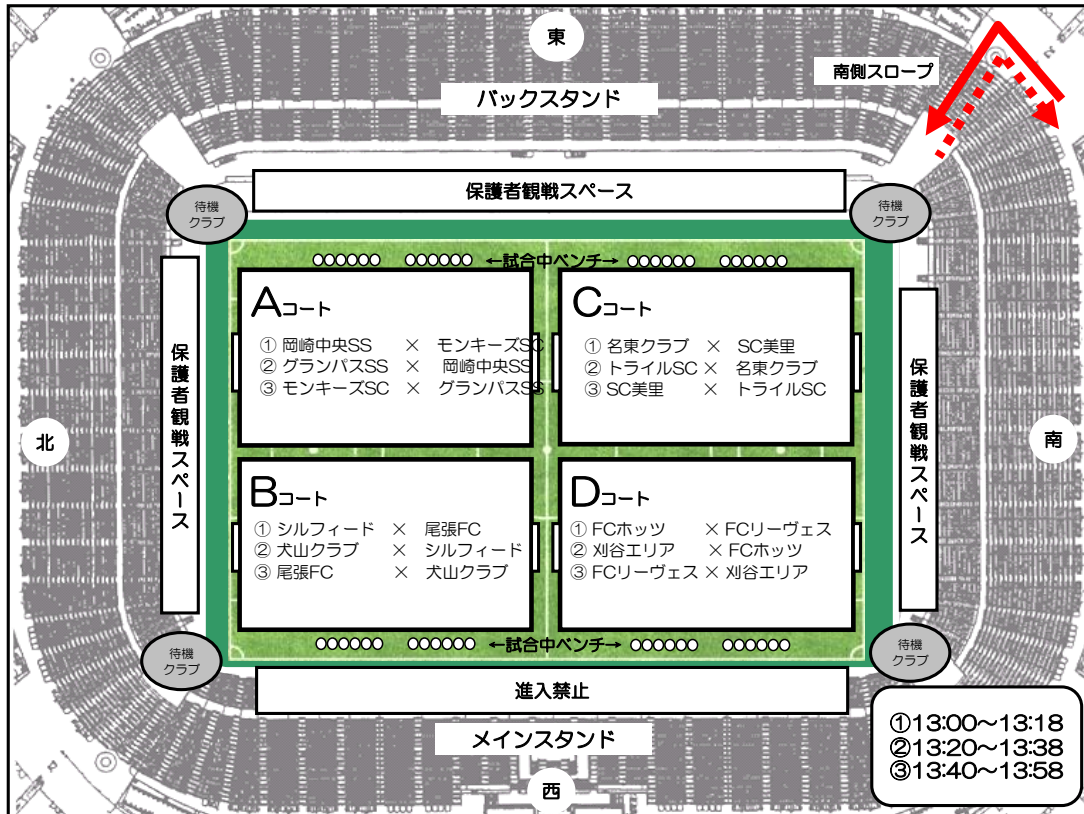 東
南側スロープ
バックスタンド
保護者観戦スペース
待機
クラブ
待機
クラブ
←試合中ベンチ→
Aコート
① 岡崎中央SS × モンキーズSC
② グランパスSS × 岡崎中央SS
③ モンキーズSC × グランパスSS
Cコート
① 名東クラブ × SC美里
② トライルSC × 名東クラブ
③ SC美里 × トライルSC
保護者観戦スペース
保護者観戦スペース
北
南
Bコート
① シルフィード × 尾張FC
② 犬山クラブ × シルフィード
③ 尾張FC × 犬山クラブ
Dコート
① FCホッツ × FCリーヴェス
② 刈谷エリア × FCホッツ
③ FCリーヴェス × 刈谷エリア
←試合中ベンチ→
待機
クラブ
待機
クラブ
進入禁止
メインスタンド
西
①13:00～13:18
②13:20～13:38
③13:40～13:58